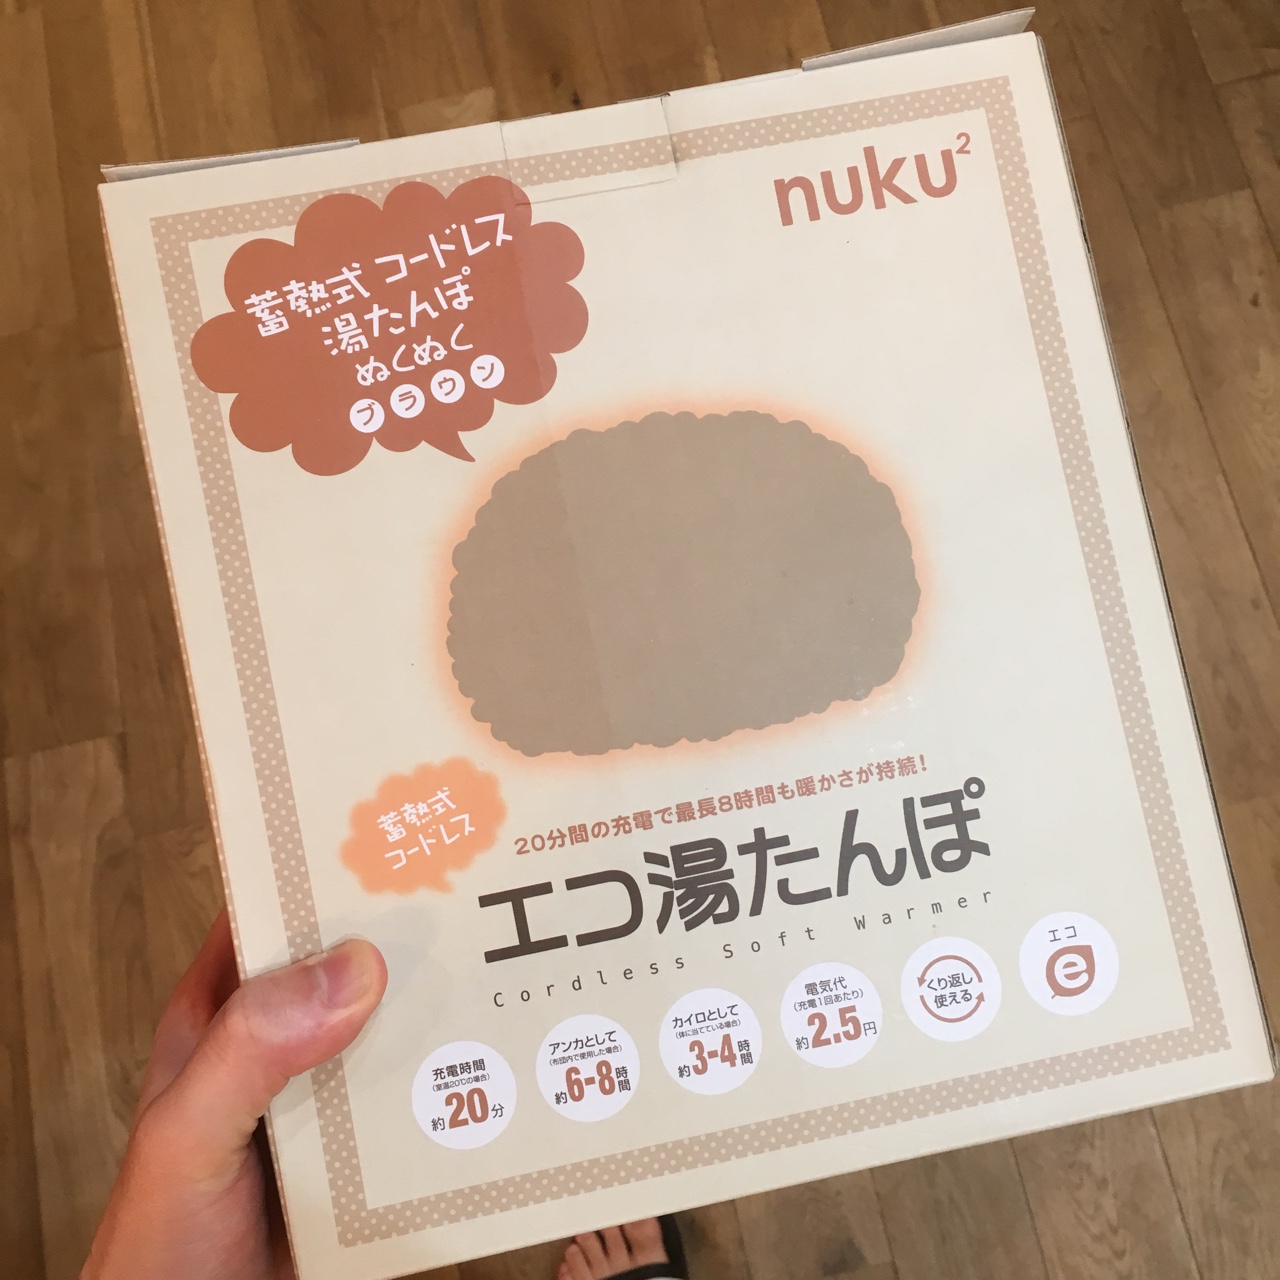 nuku²
蓄熱式 コードレス
湯たんぽ
ぬくぬく
ブラウン
蓄熱式
コードレス
20分間の充電で最長8時間も暖かさが持続!
エコ湯たんぽ
Cordless Soft Warmer
充電時間
(室温20℃の場合)
約20分
アンカとして
(布団内で使用した場合)
約6-8時間
カイロとして
(体に当てている場合)
約3-4時間
電気代
(充電1回あたり)
約2.5円
くり返し
使える
エコ
e